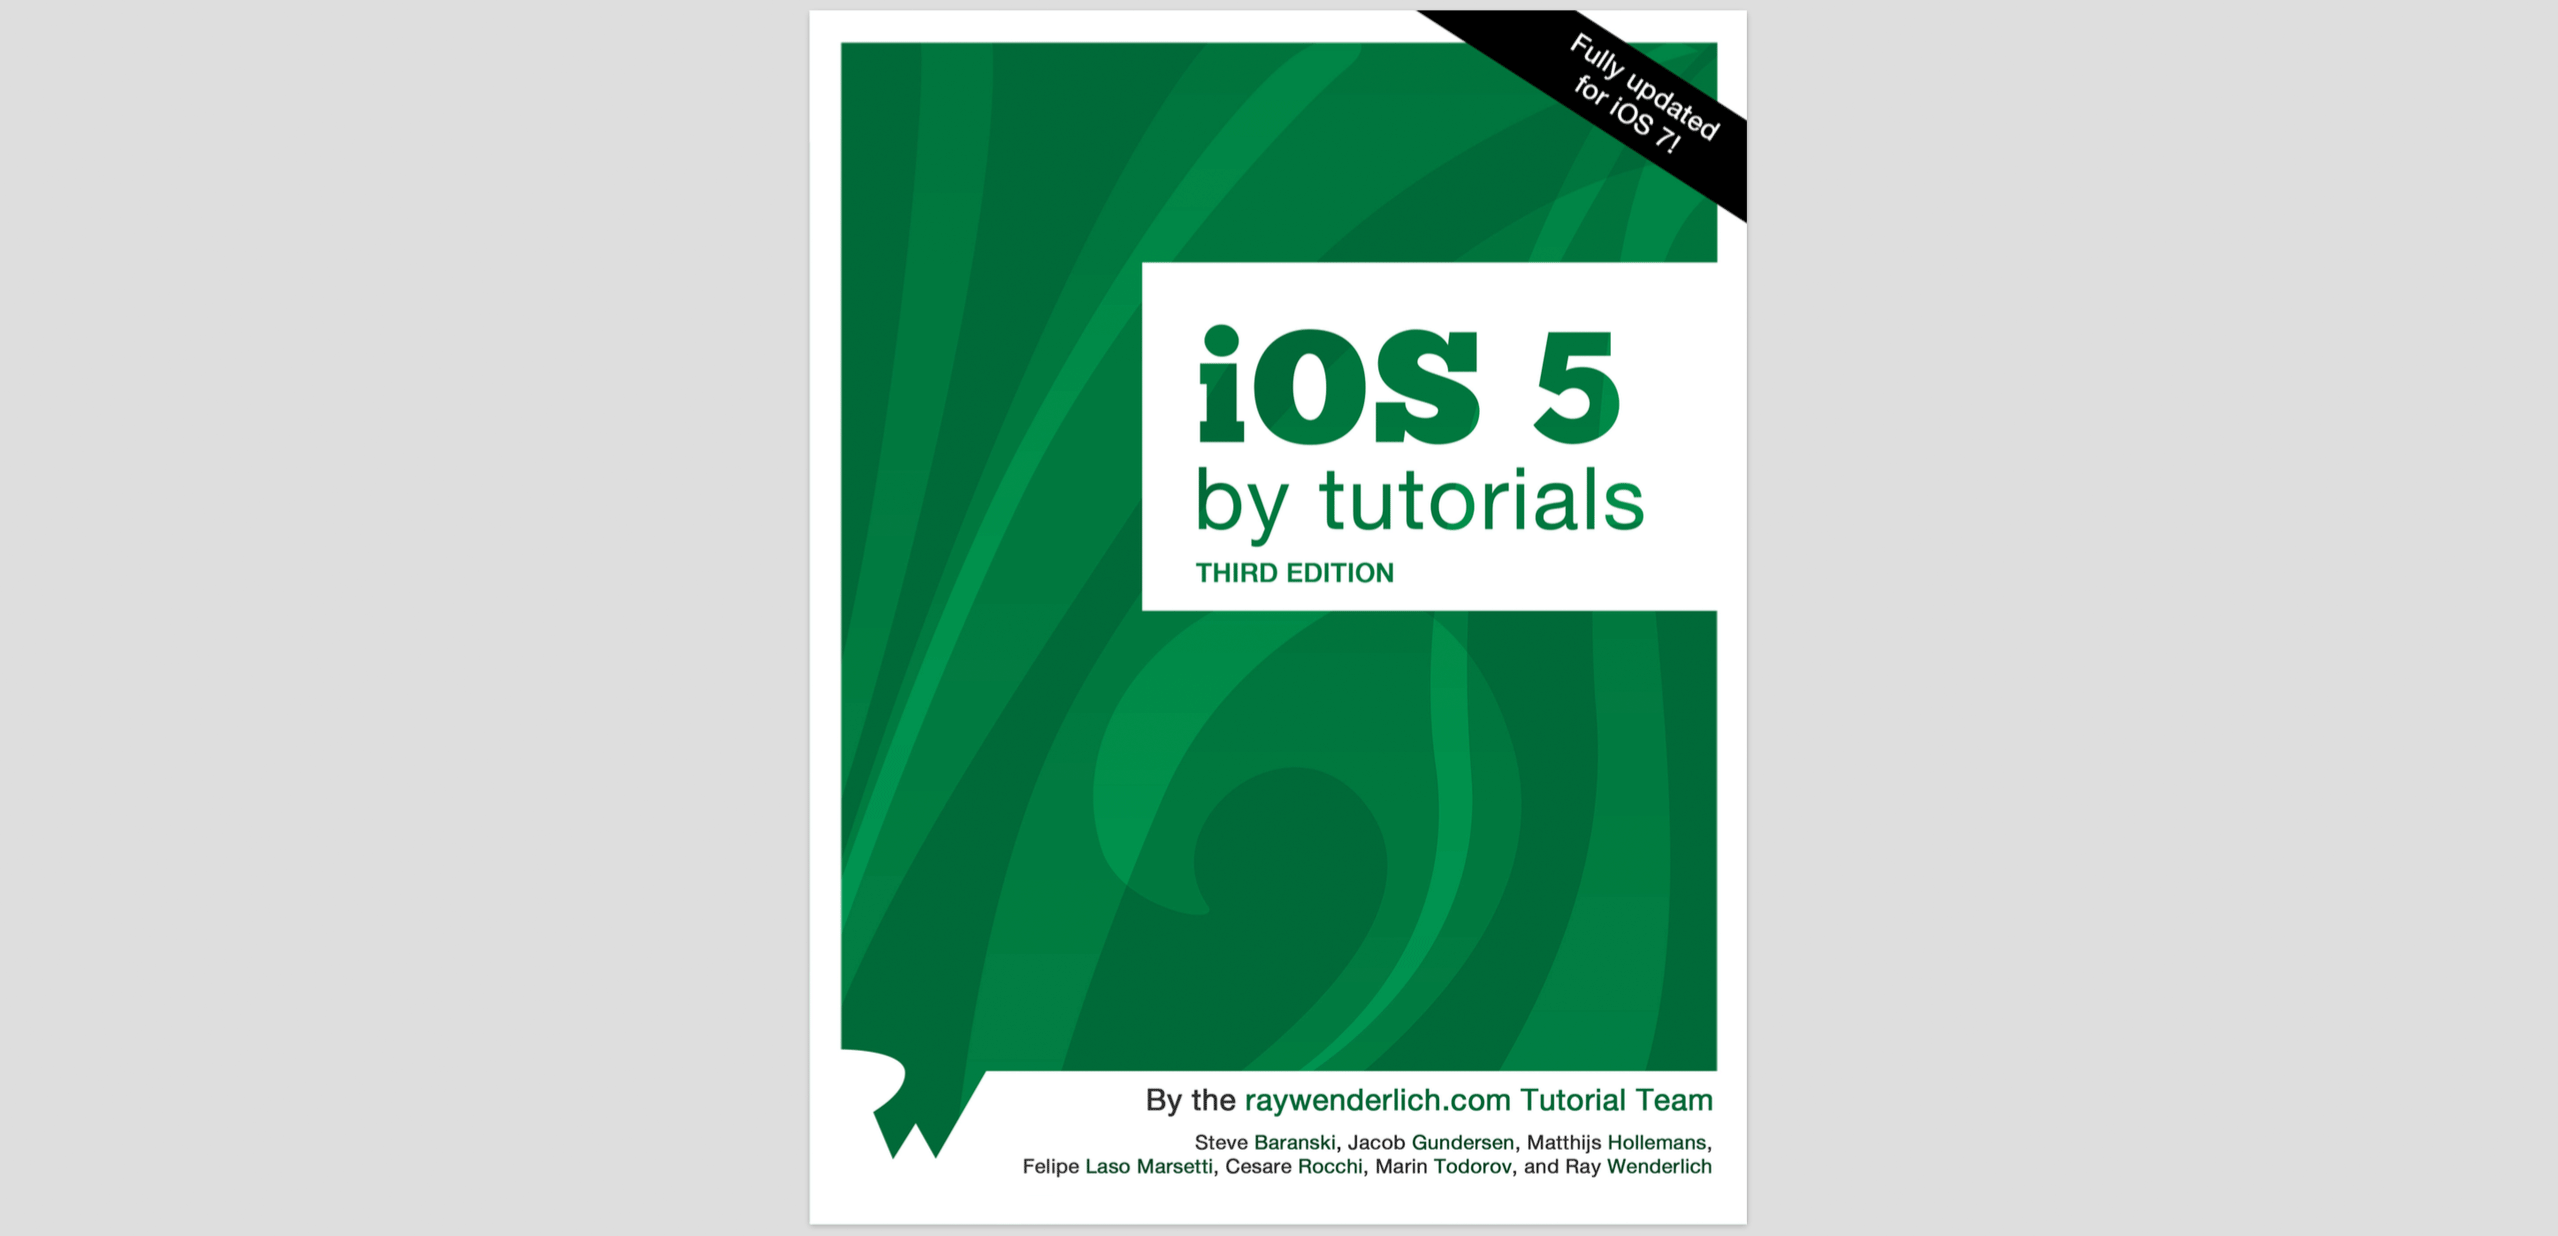 Fully updated
for iOS 7!
iOS 5
by tutorials
THIRD EDITION
By the raywenderlich.com Tutorial Team
Steve Baranski, Jacob Gundersen, Matthijs Hollemans,
Felipe Laso Marsetti, Cesare Rocchi, Marin Todorov, and Ray Wenderlich